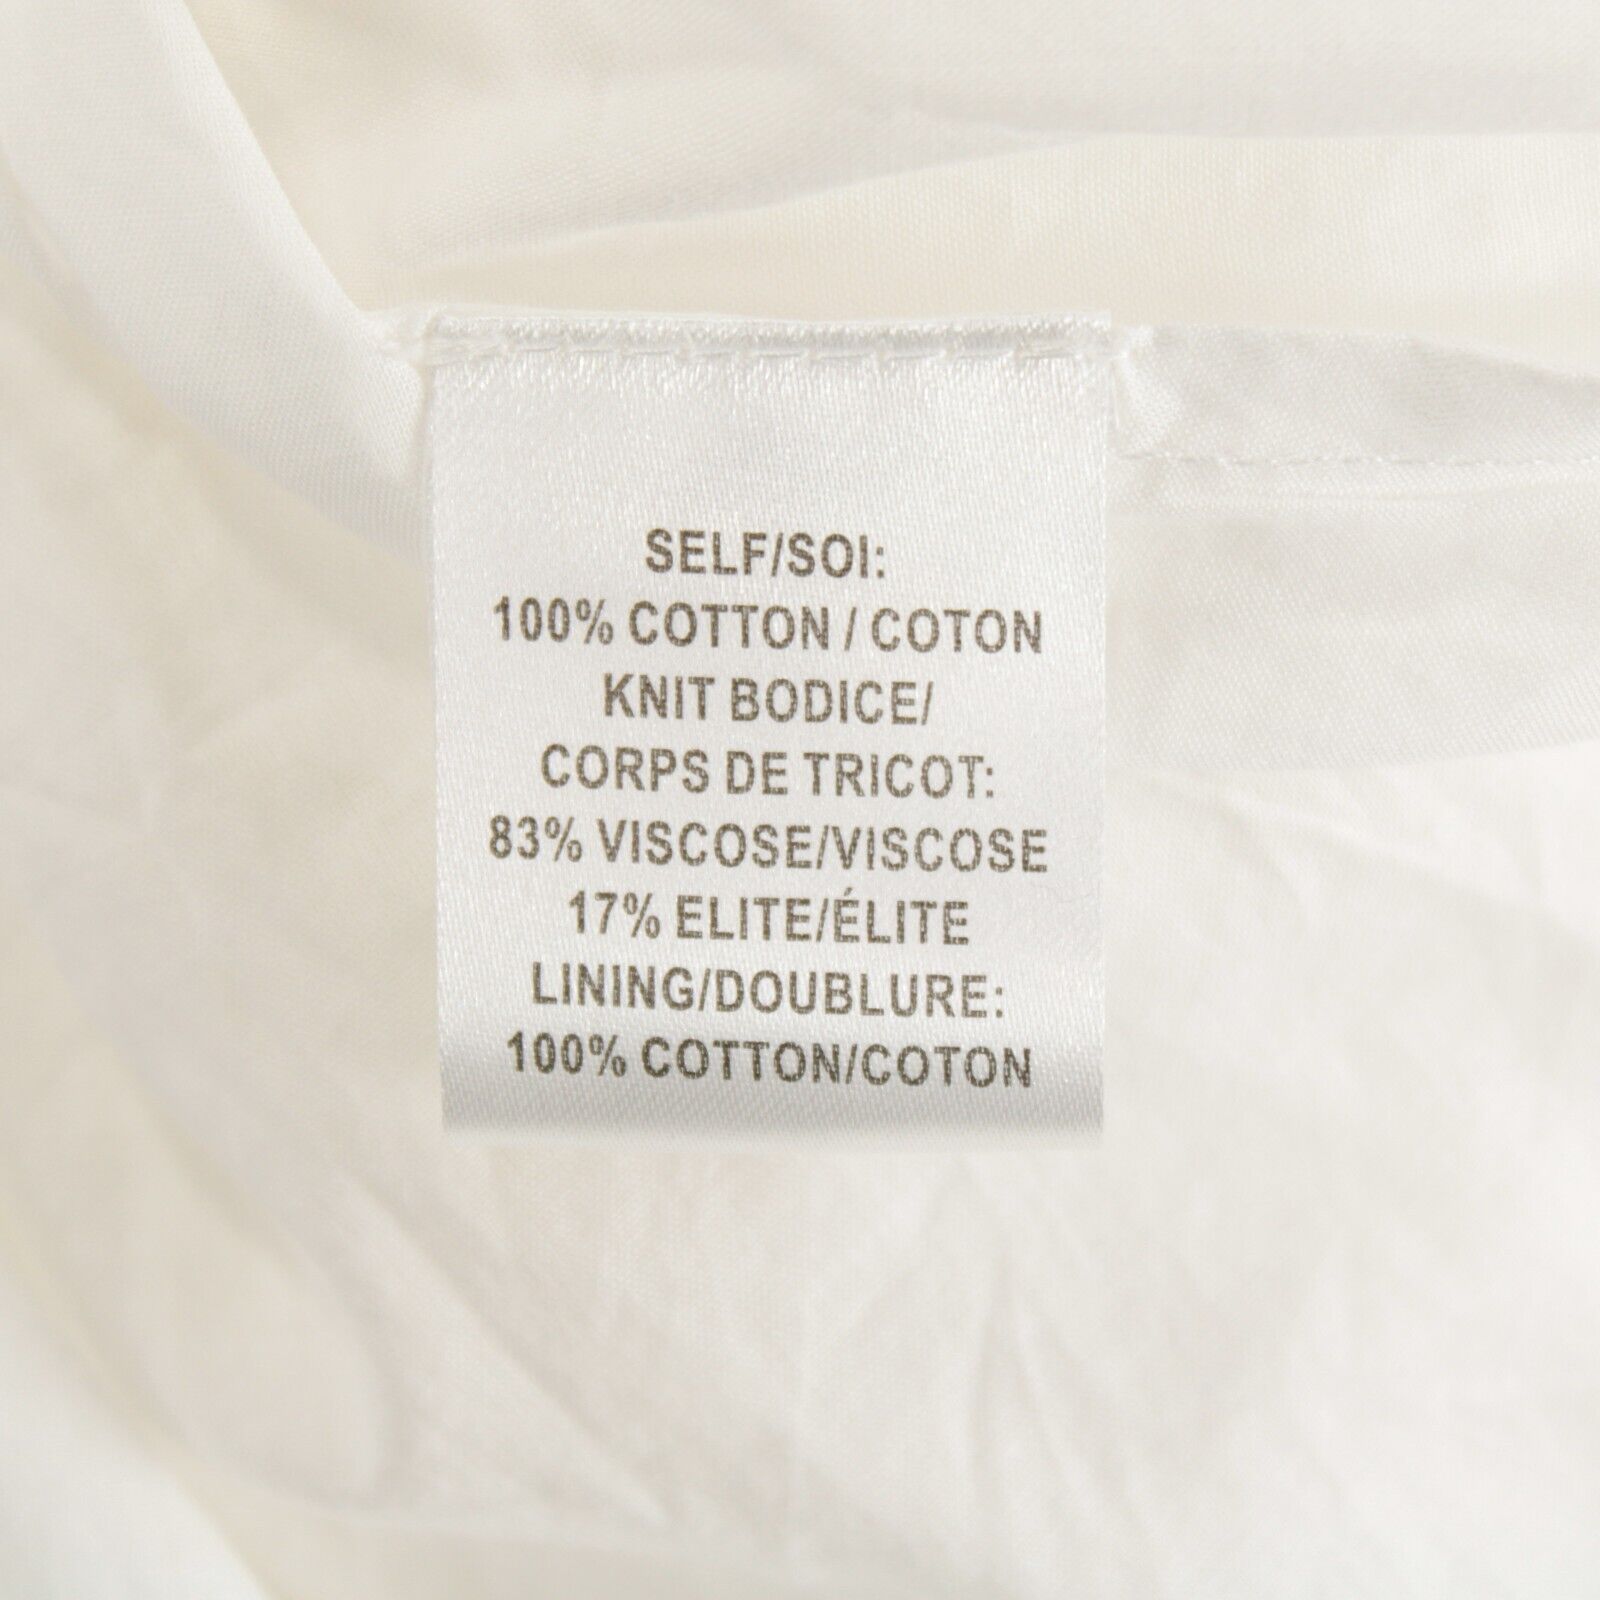 SELF/SOI:
100% COTTON / COTON
KNIT BODICE/
CORPS DE TRICOT:
83% VISCOSE/VISCOSE
17% ELITE/ÉLITE
LINING/DOUBLURE:
100% COTTON/COTON